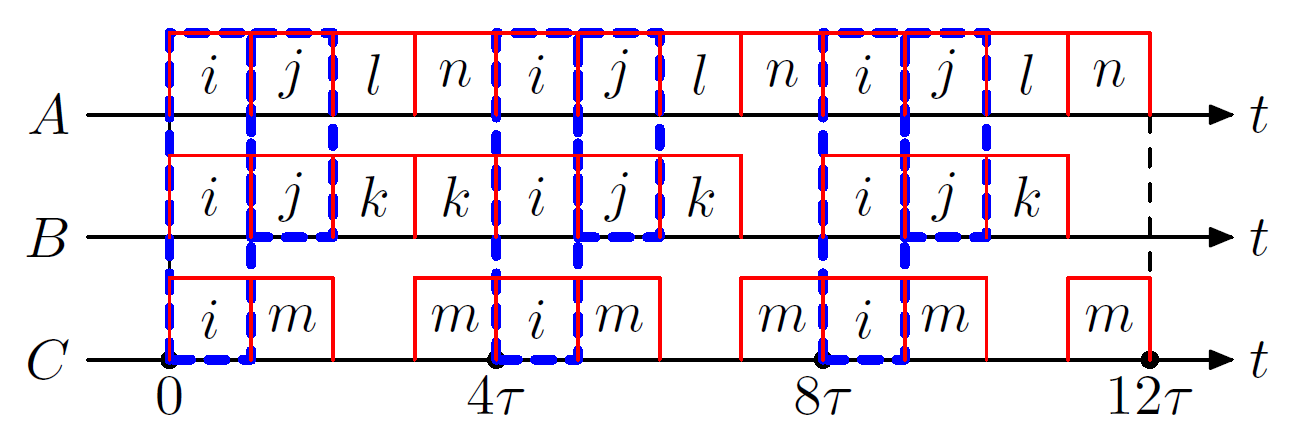 i j l n i j l n i j l n
A t
i j k k i j k i j k
B t
i m m i m m i m m
C t
0 4τ 8τ 12τ